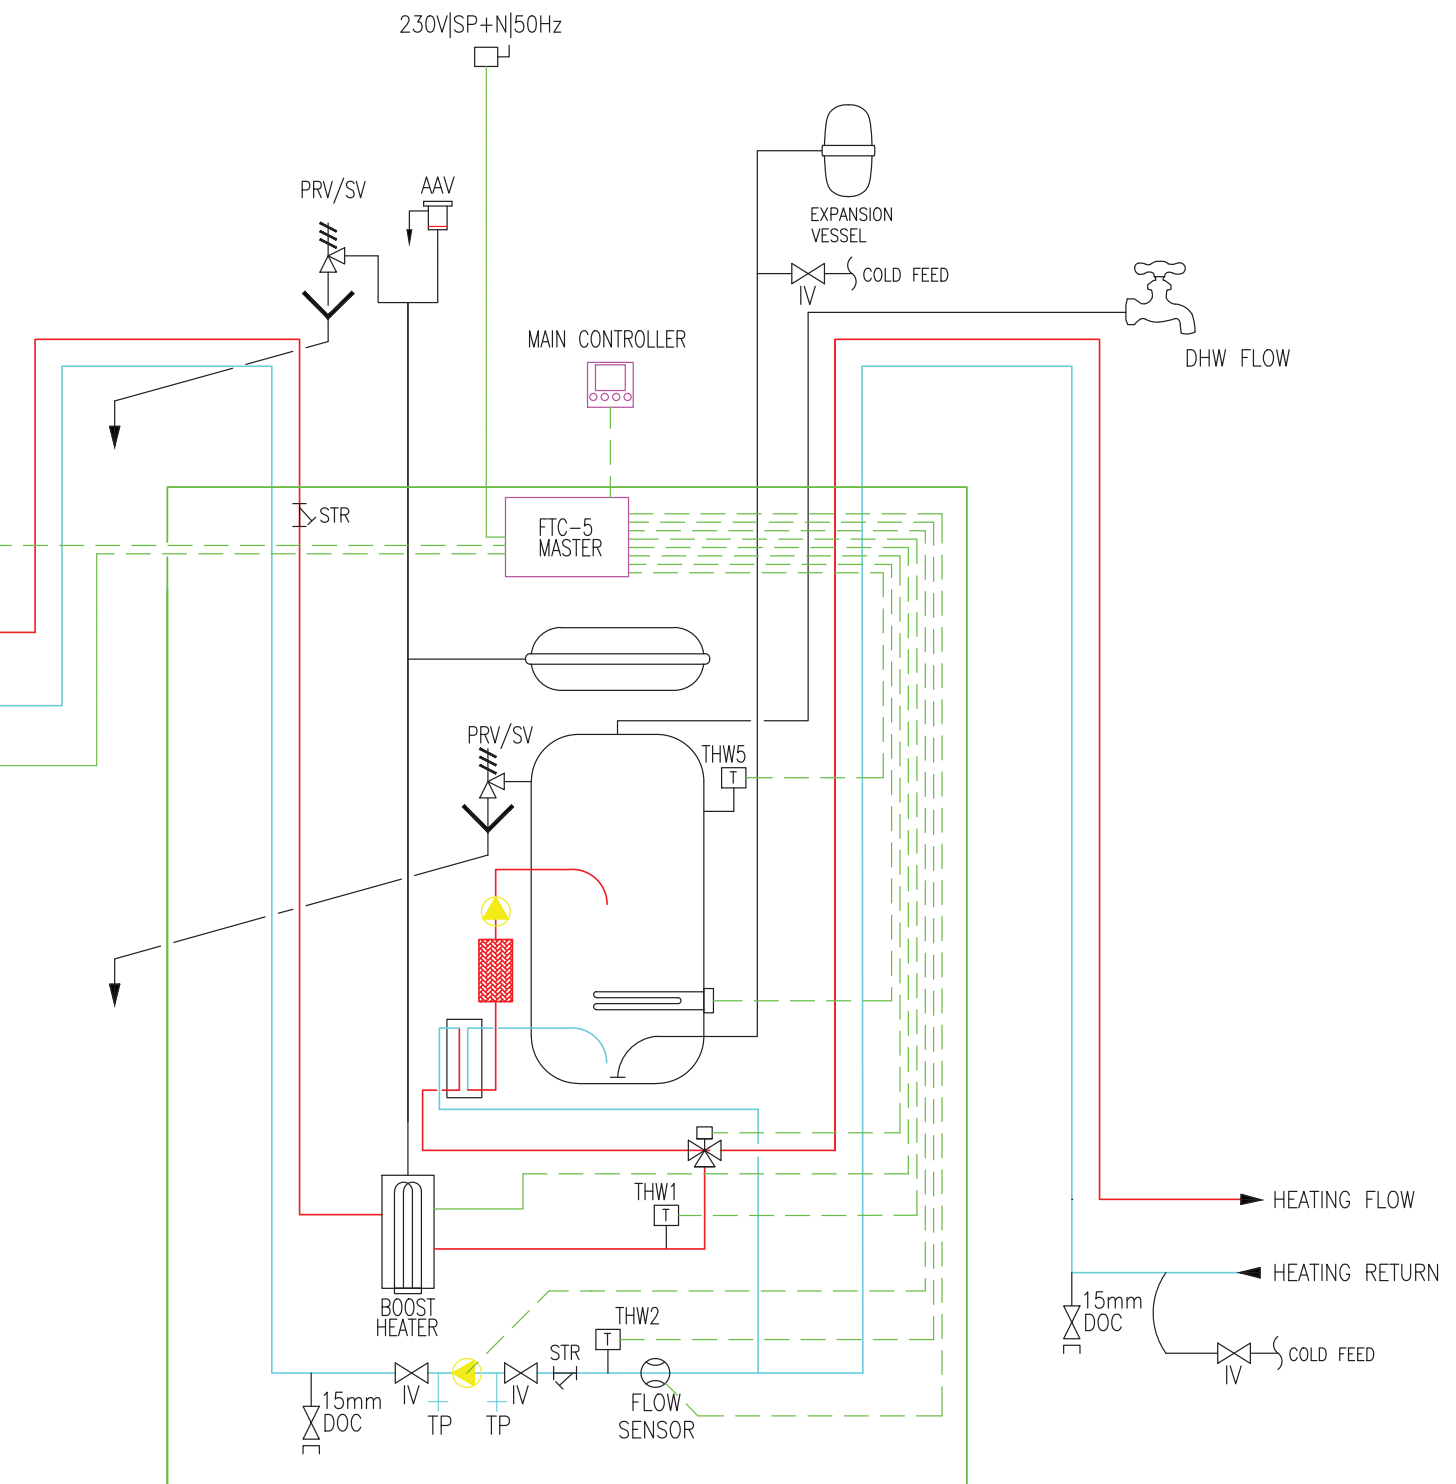 230V|SP+N|50Hz
PRV/SV
AAV
EXPANSION
VESSEL
COLD FEED
IV
DHW FLOW
MAIN CONTROLLER
STR
FTC-5
MASTER
PRV/SV
THW5
T
THW1
T
HEATING FLOW
HEATING RETURN
BOOST
HEATER
THW2
T
15mm
DOC
STR
COLD FEED
IV
IV
IV
15mm
DOC
TP
TP
FLOW
SENSOR